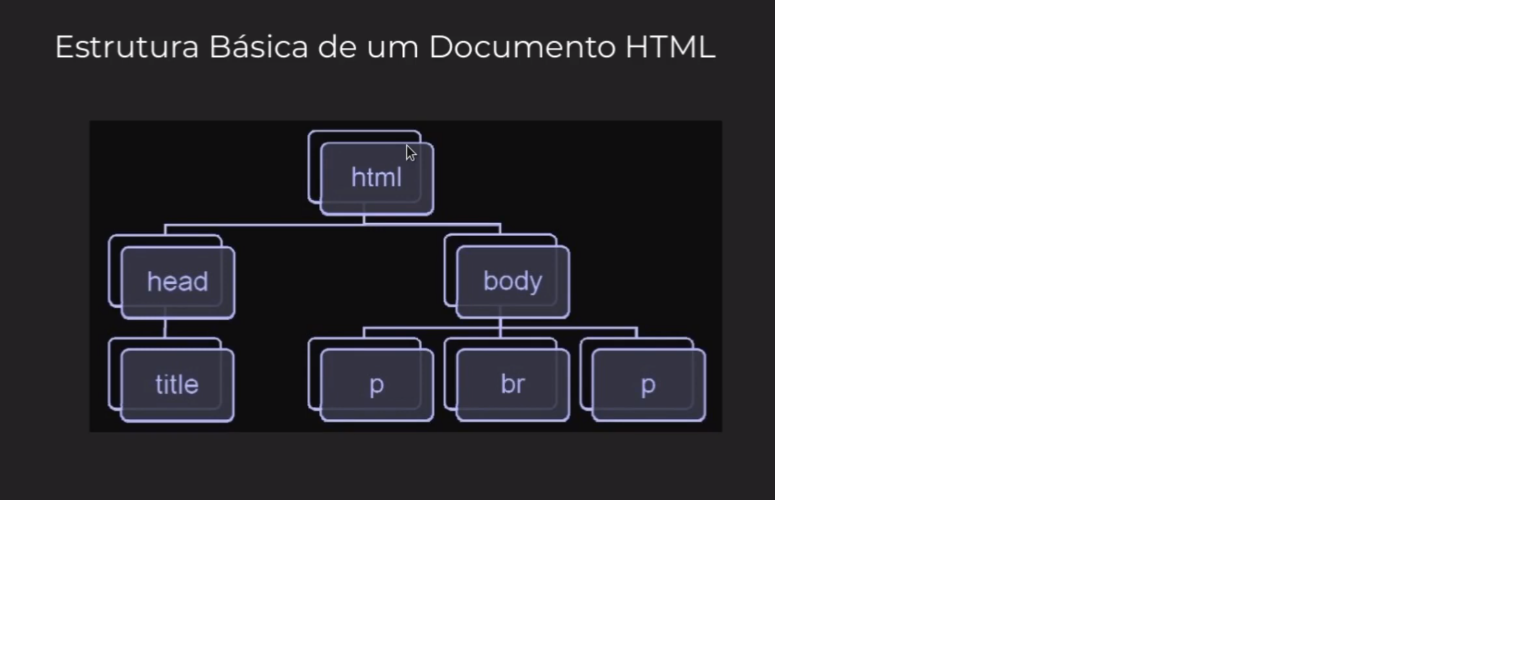 Estrutura Básica de um Documento HTML
html
head
body
title
p
br
p